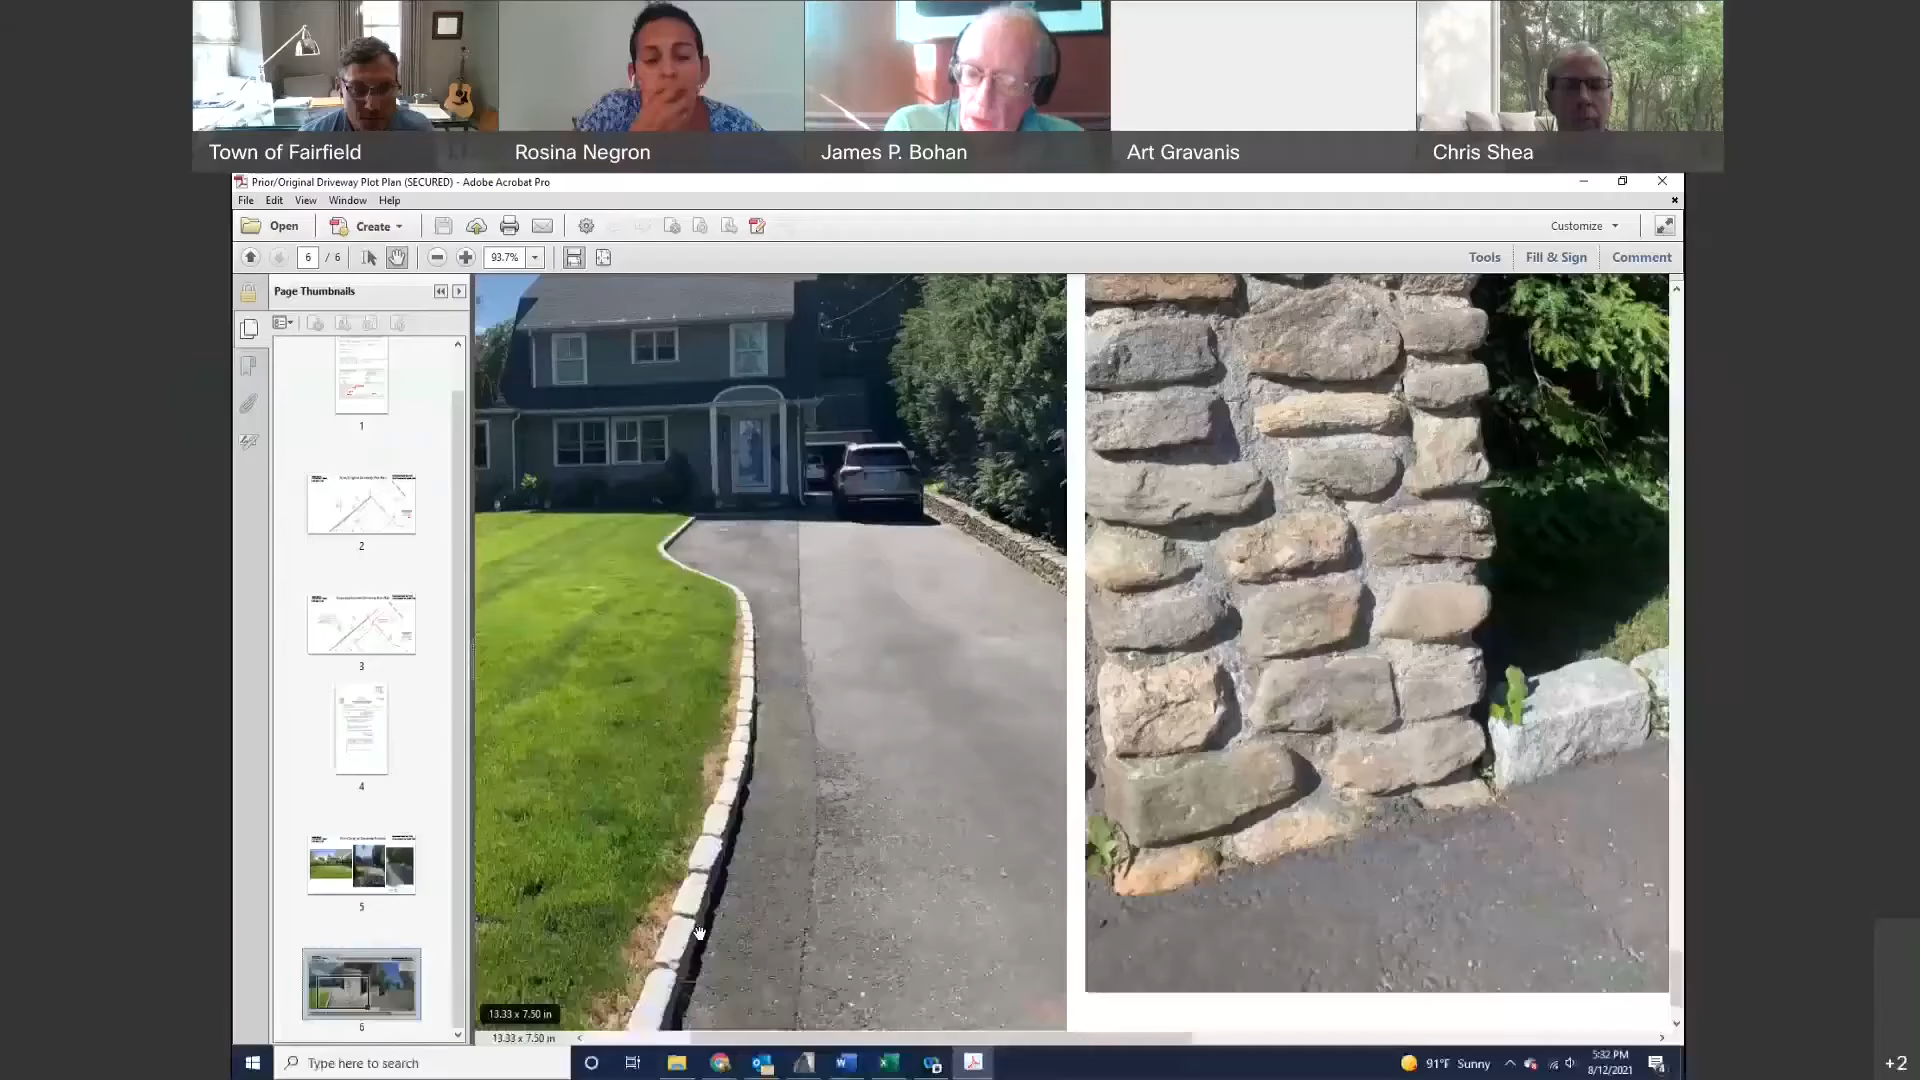 Town of Fairfield
Rosina Negron
James P. Bohan
Art Gravanis
Chris Shea
Prior/Original Driveway Plot Plan (SECURED) - Adobe Acrobat Pro
File Edit View Window Help
Open Create Customize
6 / 6 93.7% Tools Fill & Sign Comment
Page Thumbnails
1
2
3
4
5
6
13.33 x 7.50 in
13.33 x 7.50 in
Type here to search
91°F Sunny
5:32 PM
8/12/2021
+2